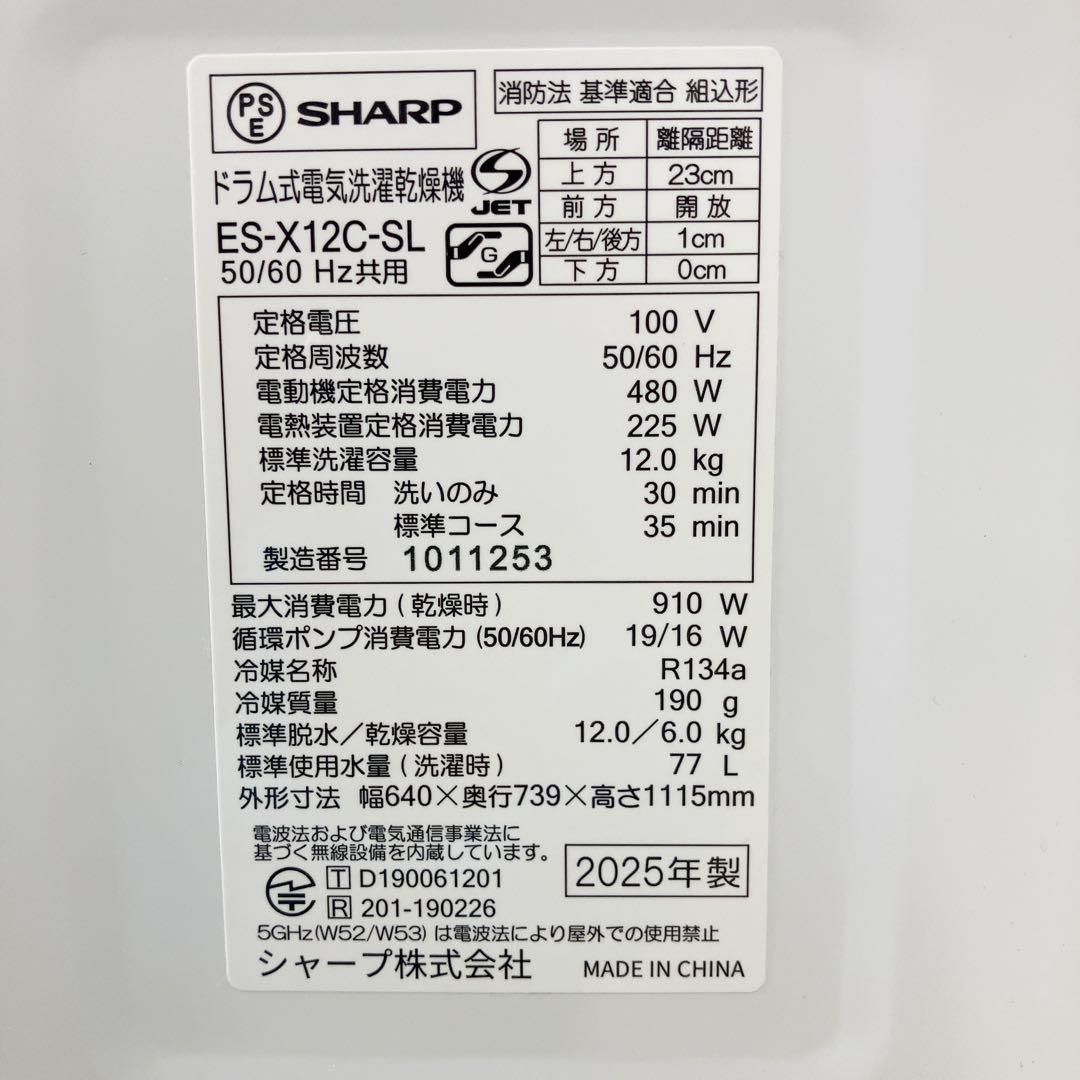 PSE SHARP
消防法 基準適合 組込形
場所 離隔距離
上方 23cm
前方 開放
左/右/後方 1cm
下方 0cm
ドラム式電気洗濯乾燥機
S JET
ES-X12C-SL
G
50/60 Hz共用
定格電圧 100 V
定格周波数 50/60 Hz
電動機定格消費電力 480 W
電熱装置定格消費電力 225 W
標準洗濯容量 12.0 kg
定格時間 洗いのみ 30 min
標準コース 35 min
製造番号 1011253
最大消費電力(乾燥時) 910 W
循環ポンプ消費電力(50/60Hz) 19/16 W
冷媒名称 R134a
冷媒質量 190 g
標準脱水/乾燥容量 12.0/6.0 kg
標準使用水量(洗濯時) 77 L
外形寸法 幅640×奥行739×高さ1115mm
電波法および電気通信事業法に
基づく無線設備を内蔵しています。
T D190061201
R 201-190226
2025年製
5GHz(W52/W53)は電波法により屋外での使用禁止
シャープ株式会社 MADE IN CHINA